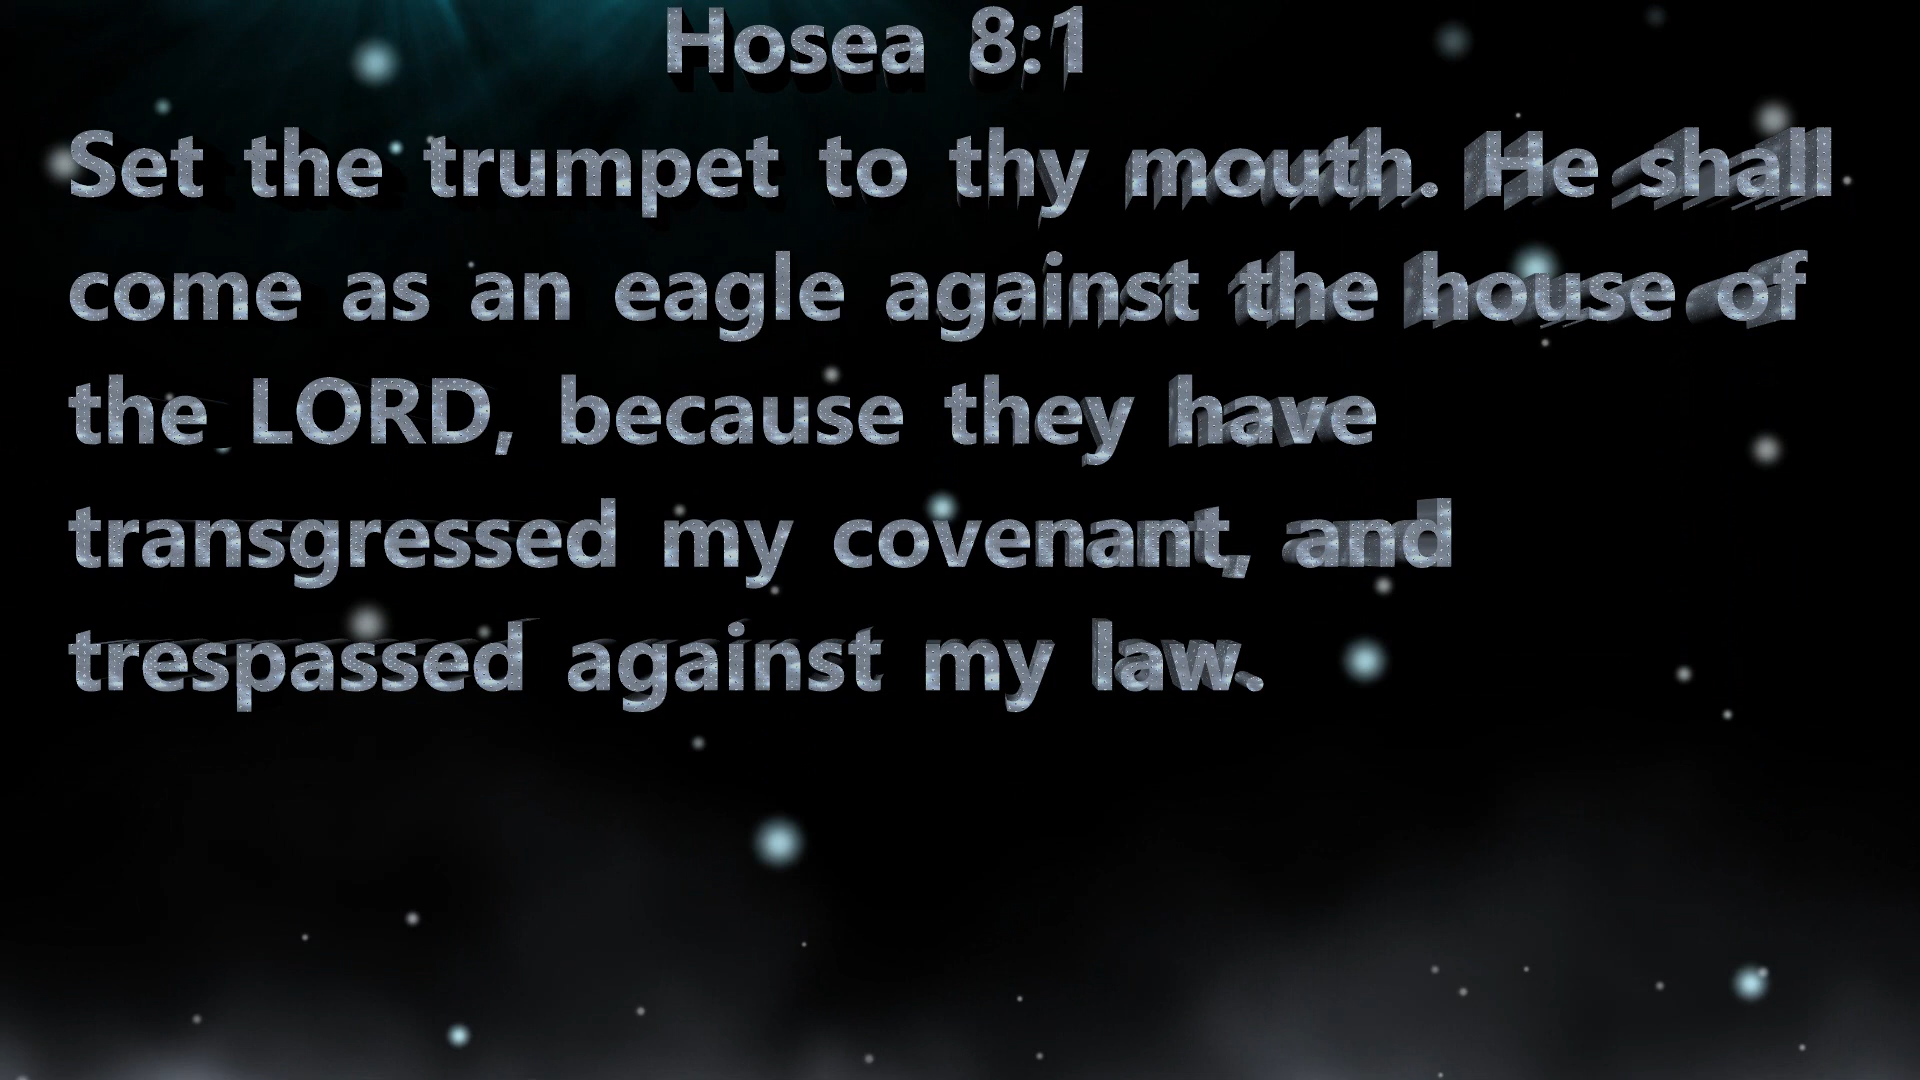 Hosea 8:1
Set the trumpet to thy mouth. He shall
come as an eagle against the house of
the LORD, because they have
transgressed my covenant, and
trespassed against my law.